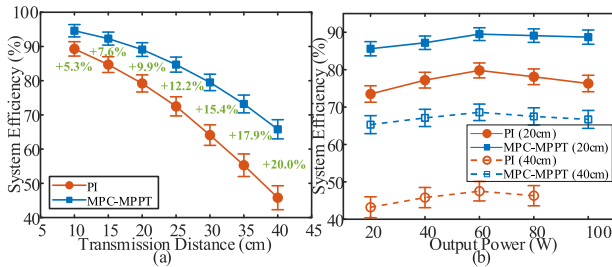 System Efficiency (%)
100
90
80
70
60
50
40
+5.3%
+7.6%
+9.9%
+12.2%
+15.4%
+17.9%
+20.0%
PI
MPC-MPPT
5 10 15 20 25 30 35 40 45
Transmission Distance (cm)
(a)
System Efficiency (%)
90
80
70
60
50
40
PI (20cm)
MPC-MPPT (20cm)
PI (40cm)
MPC-MPPT (40cm)
20 40 60 80 100
Output Power (W)
(b)